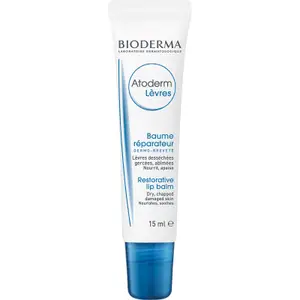 BIODERMA
LABORATOIRE DERMATOLOGIQUE
Atoderm
Lèvres
Baume
réparateur
DERMO-BREVETÉ
Lèvres desséchées
gercées, abîmées
Nourrit, apaise
Restorative
lip balm
Dry, chapped
damaged skin
Nourishes, soothes
15 ml ℮